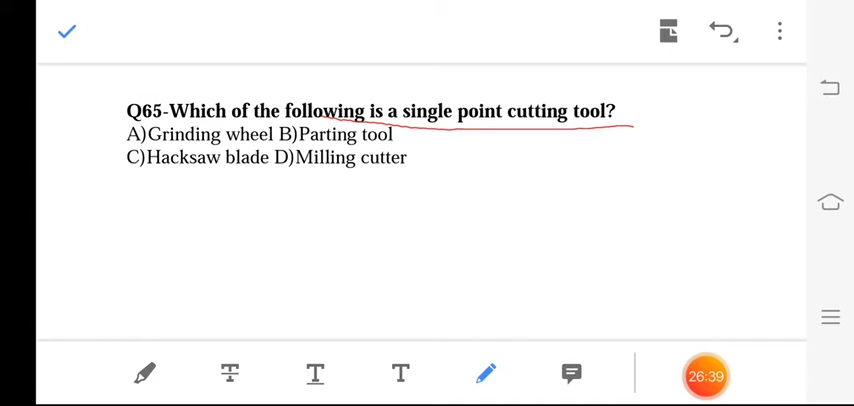 Q65-Which of the following is a single point cutting tool?
A)Grinding wheel B)Parting tool
C)Hacksaw blade D)Milling cutter
T T T
26:39